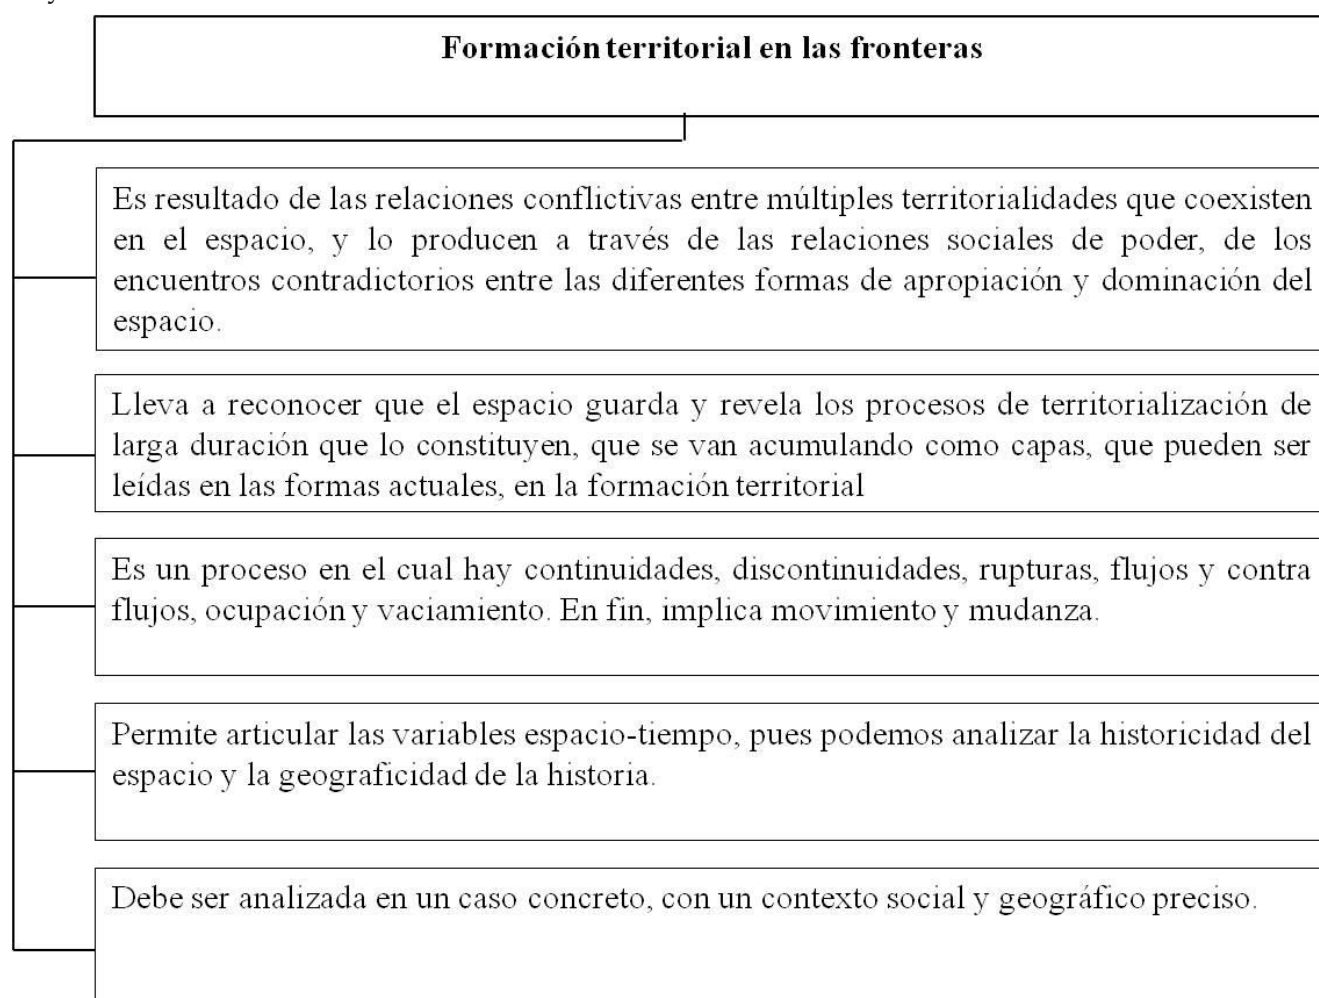 Formación territorial en las fronteras
Es resultado de las relaciones conflictivas entre múltiples territorialidades que coexisten
en el espacio, y lo producen a través de las relaciones sociales de poder, de los
encuentros contradictorios entre las diferentes formas de apropiación y dominación del
espacio.
Lleva a reconocer que el espacio guarda y revela los procesos de territorialización de
larga duración que lo constituyen, que se van acumulando como capas, que pueden ser
leídas en las formas actuales, en la formación territorial
Es un proceso en el cual hay continuidades, discontinuidades, rupturas, flujos y contra
flujos, ocupación y vaciamiento. En fin, implica movimiento y mudanza.
Permite articular las variables espacio-tiempo, pues podemos analizar la historicidad del
espacio y la geograficidad de la historia.
Debe ser analizada en un caso concreto, con un contexto social y geográfico preciso.